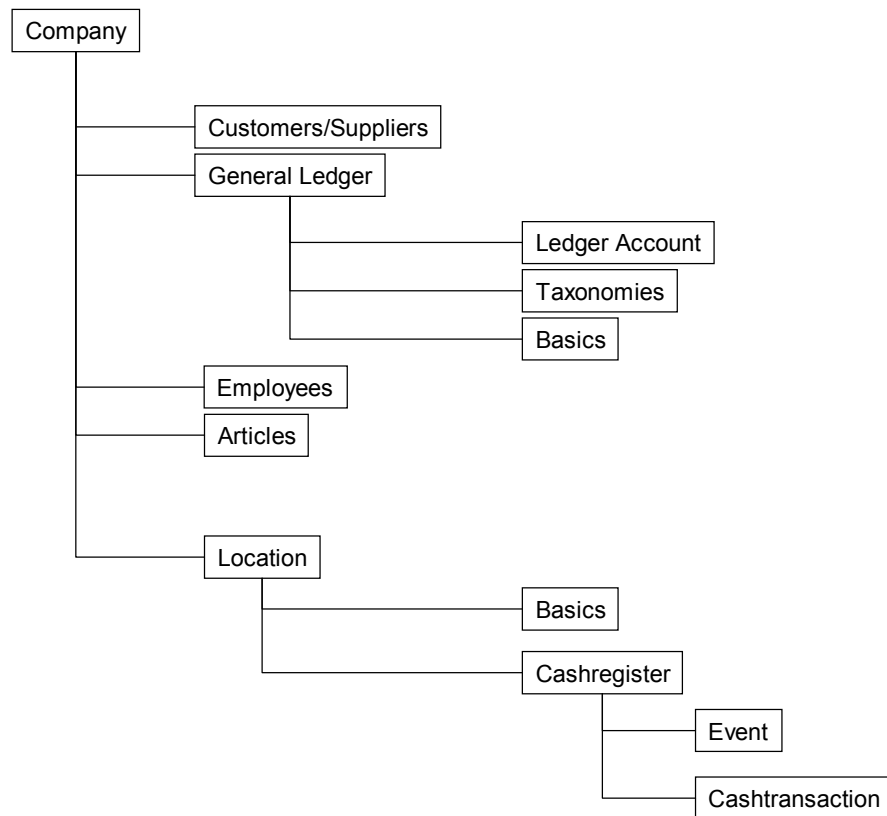 Company
Customers/Suppliers
General Ledger
Ledger Account
Taxonomies
Basics
Employees
Articles
Location
Basics
Cashregister
Event
Cashtransaction